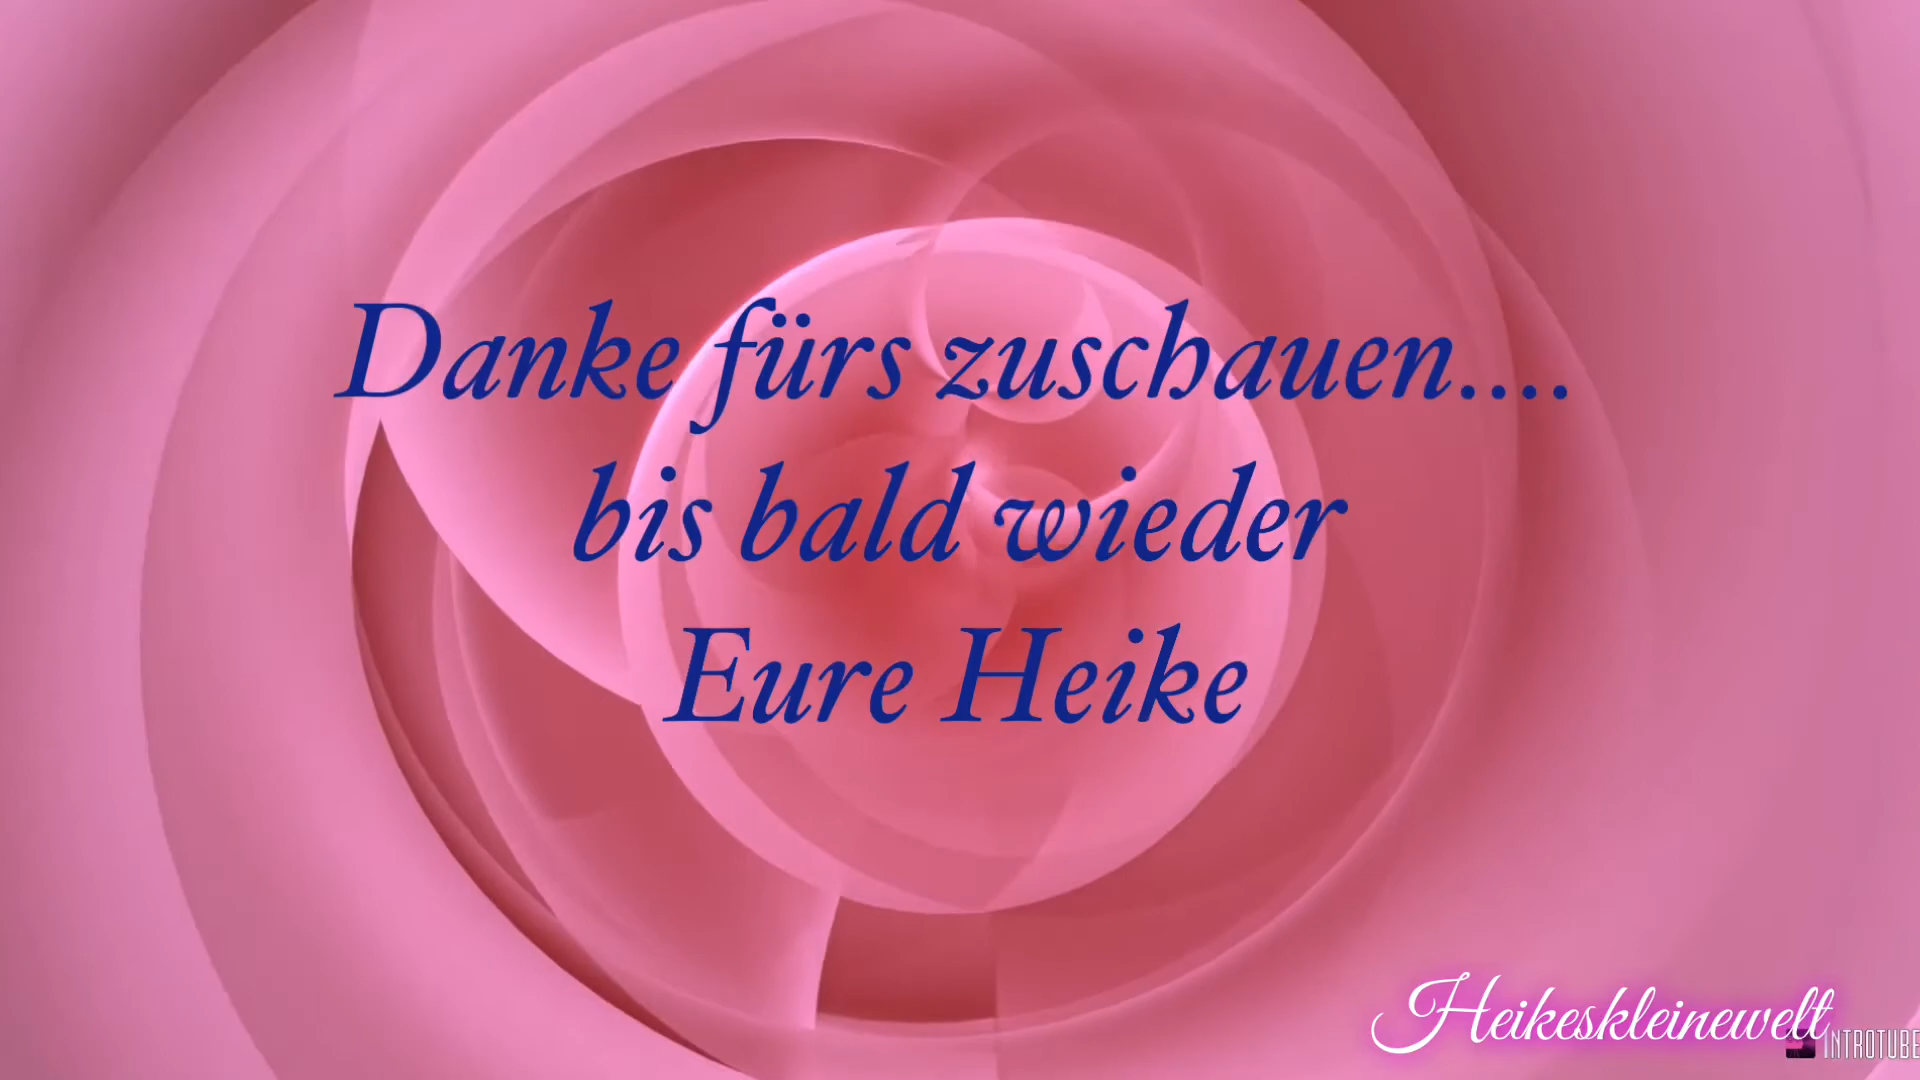 Danke fürs zuschauen....
bis bald wieder
Eure Heike
Heikeskleinewelt
INTROTUBE